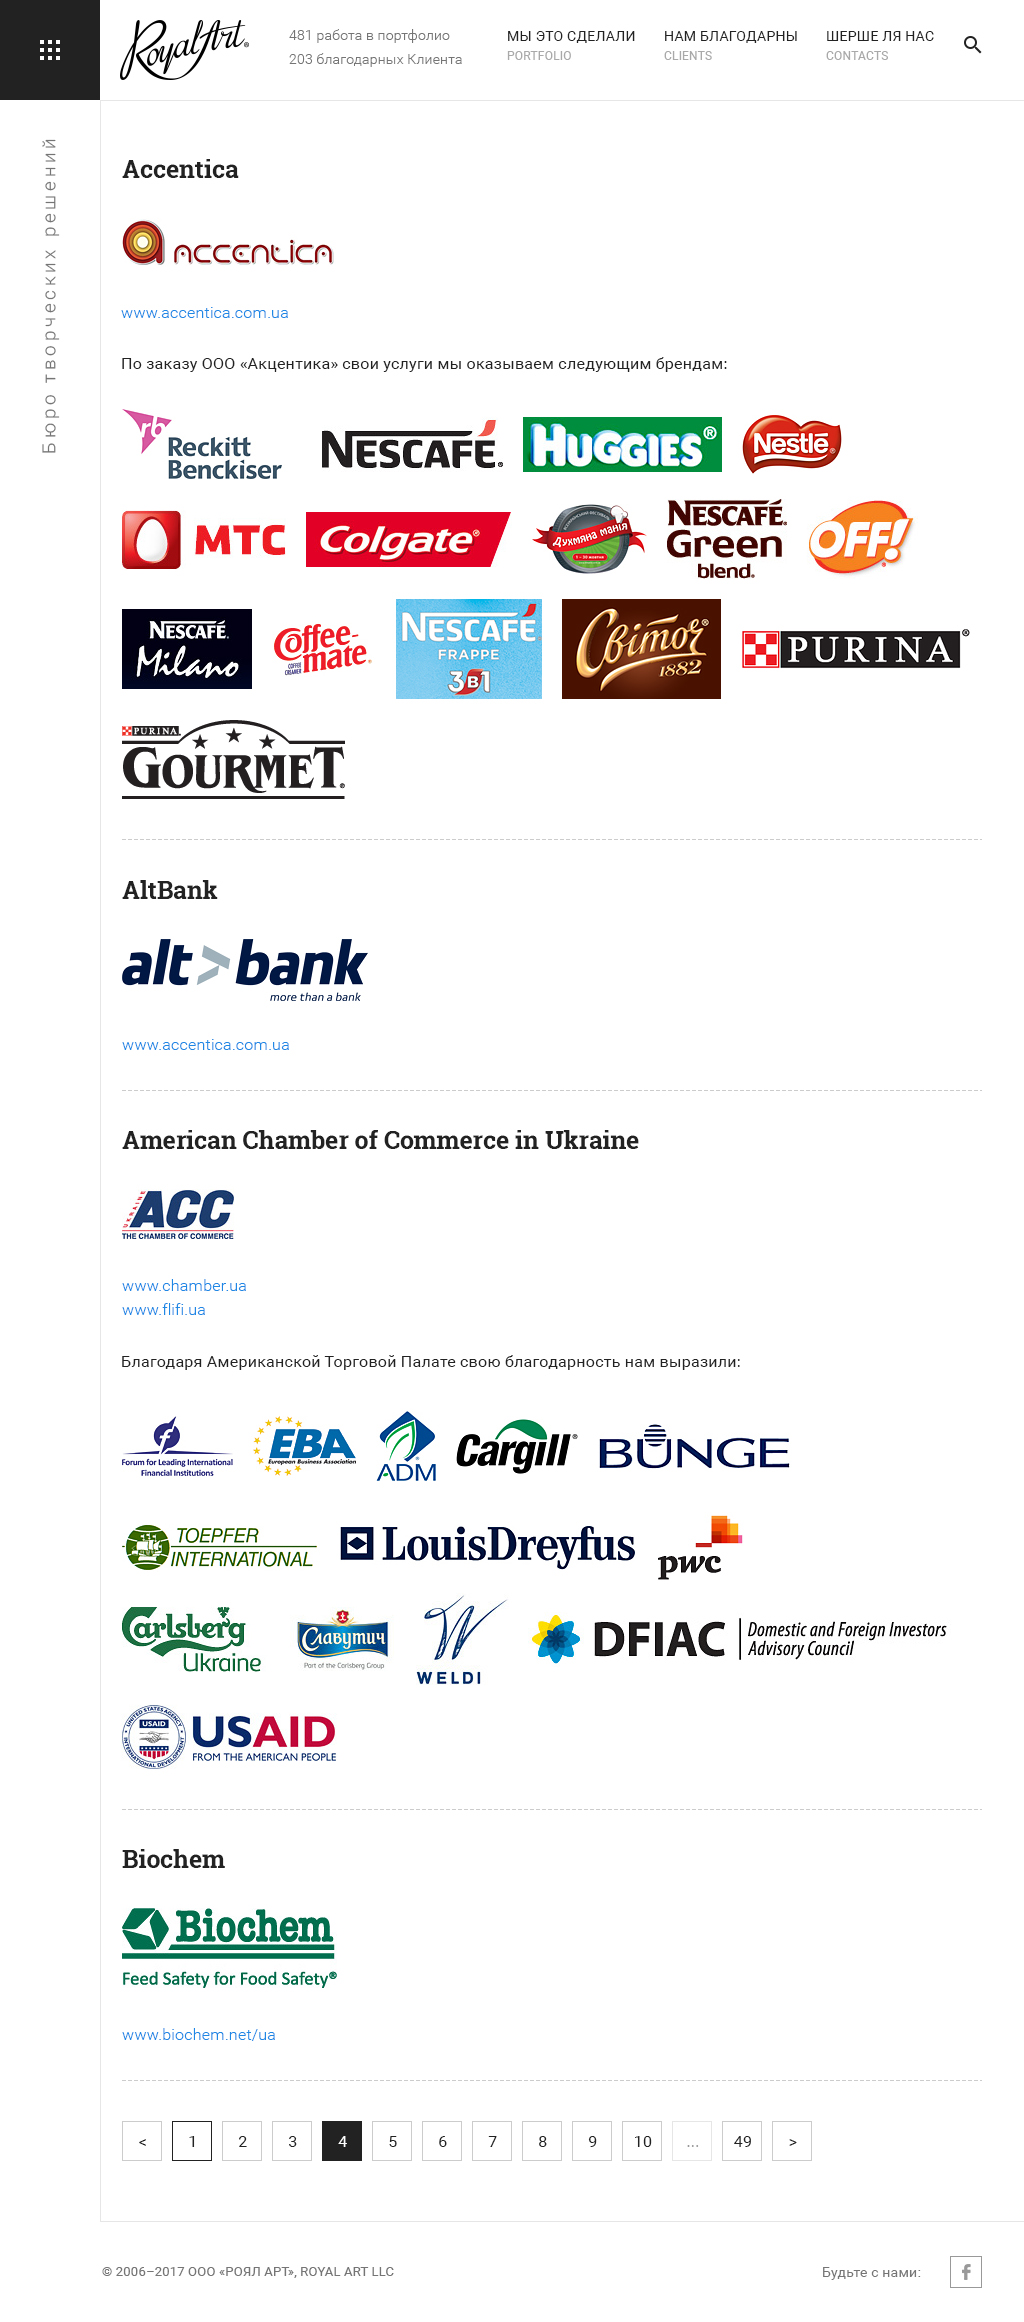 RoyalArt®
481 работа в портфолио
203 благодарных Клиента
МЫ ЭТО СДЕЛАЛИ
PORTFOLIO
НАМ БЛАГОДАРНЫ
CLIENTS
ШЕРШЕ ЛЯ НАС
CONTACTS
Бюро творческих решений
Accentica
accentica
www.accentica.com.ua
По заказу ООО «Акцентика» свои услуги мы оказываем следующим брендам:
rb Reckitt
Benckiser
NESCAFÉ®
HUGGIES®
Nestlé®
МТС
Colgate®
Духмяна манія
NESCAFÉ®
Green
blend®
OFF!®
NESCAFÉ®
Milano
Coffee-
mate®
COFFEE
CREAMER
NESCAFÉ
FRAPPE
3в1
Світоч®
1882
PURINA®
PURINA
GOURMET®
AltBank
alt bank
more than a bank
www.accentica.com.ua
American Chamber of Commerce in Ukraine
UKRAINE
ACC
THE CHAMBER OF COMMERCE
www.chamber.ua
www.flifi.ua
Благодаря Американской Торговой Палате свою благодарность нам выразили:
f
Forum for Leading International
Financial Institutions
EBA
European Business Association
ADM
Cargill®
BUNGE
TOEPFER
INTERNATIONAL
LouisDreyfus
pwc
Carlsberg
Ukraine
Славутич
Part of the Carlsberg Group
W
WELDI
DFIAC
Domestic and Foreign Investors
Advisory Council
UNITED STATES AGENCY
USAID
INTERNATIONAL DEVELOPMENT
USAID
FROM THE AMERICAN PEOPLE
Biochem
Biochem
Feed Safety for Food Safety®
www.biochem.net/ua
< 1 2 3 4 5 6 7 8 9 10 ... 49 >
© 2006–2017 ООО «РОЯЛ АРТ», ROYAL ART LLC
Будьте с нами:
f